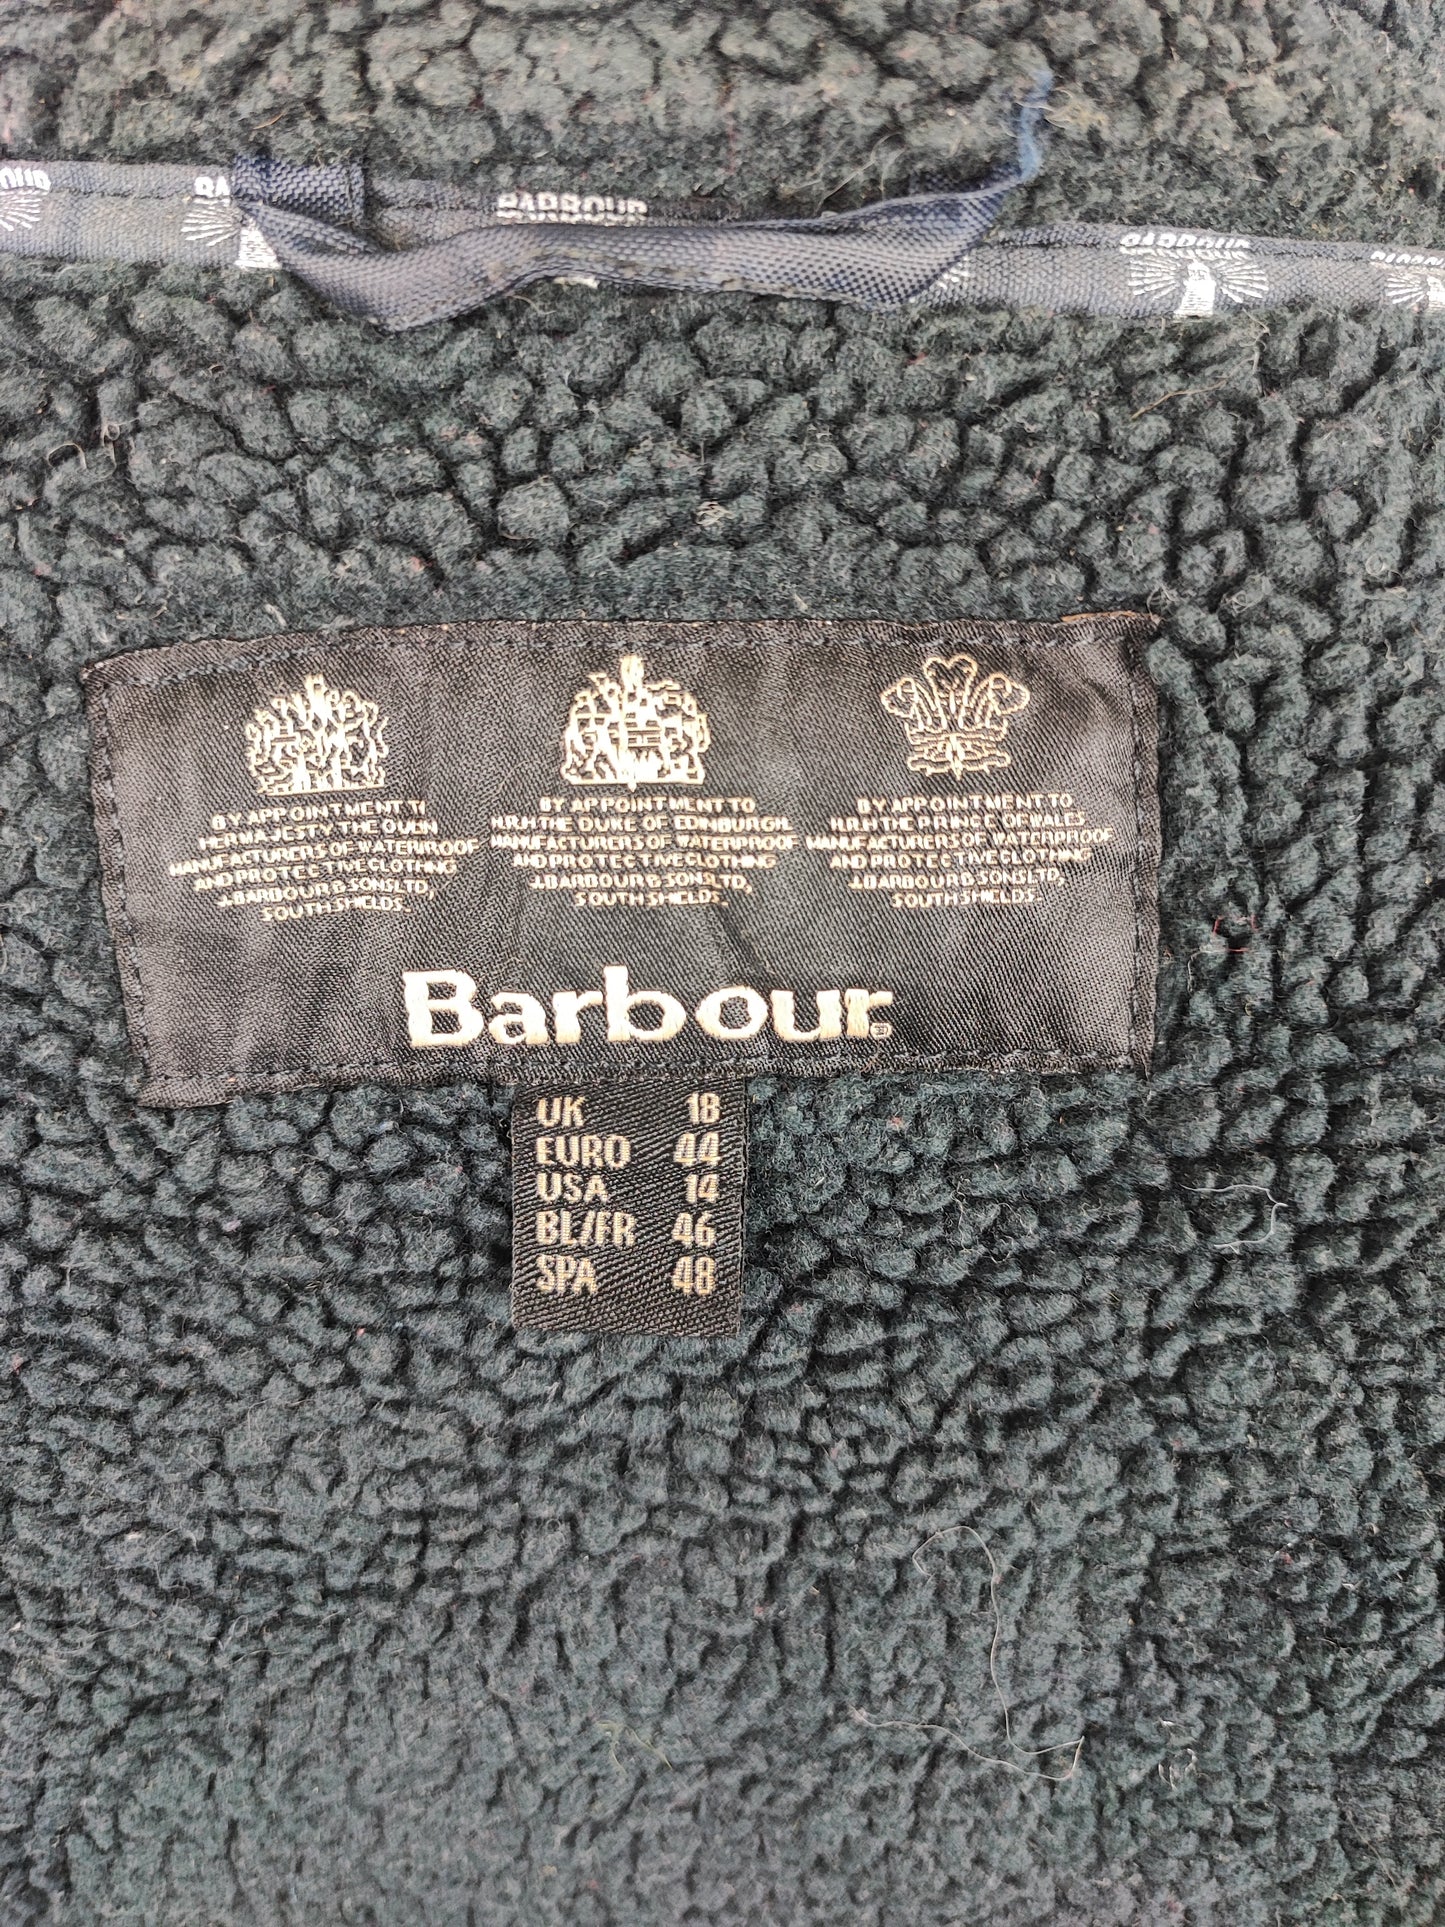 BARBOUR
BARBOUR
BY APPOINTMENT TO
HER MAJESTY THE QUEEN
MANUFACTURERS OF WATERPROOF
AND PROTECTIVE CLOTHING
J. BARBOUR & SONS LTD,
SOUTH SHIELDS.
BY APPOINTMENT TO
H.R.H THE DUKE OF EDINBURGH
MANUFACTURERS OF WATERPROOF
AND PROTECTIVE CLOTHING
J. BARBOUR & SONS LTD,
SOUTH SHIELDS.
BY APPOINTMENT TO
H.R.H THE PRINCE OF WALES
MANUFACTURERS OF WATERPROOF
AND PROTECTIVE CLOTHING
J. BARBOUR & SONS LTD,
SOUTH SHIELDS.
Barbour
UK 18
EURO 44
USA 14
BL/FR 46
SPA 48